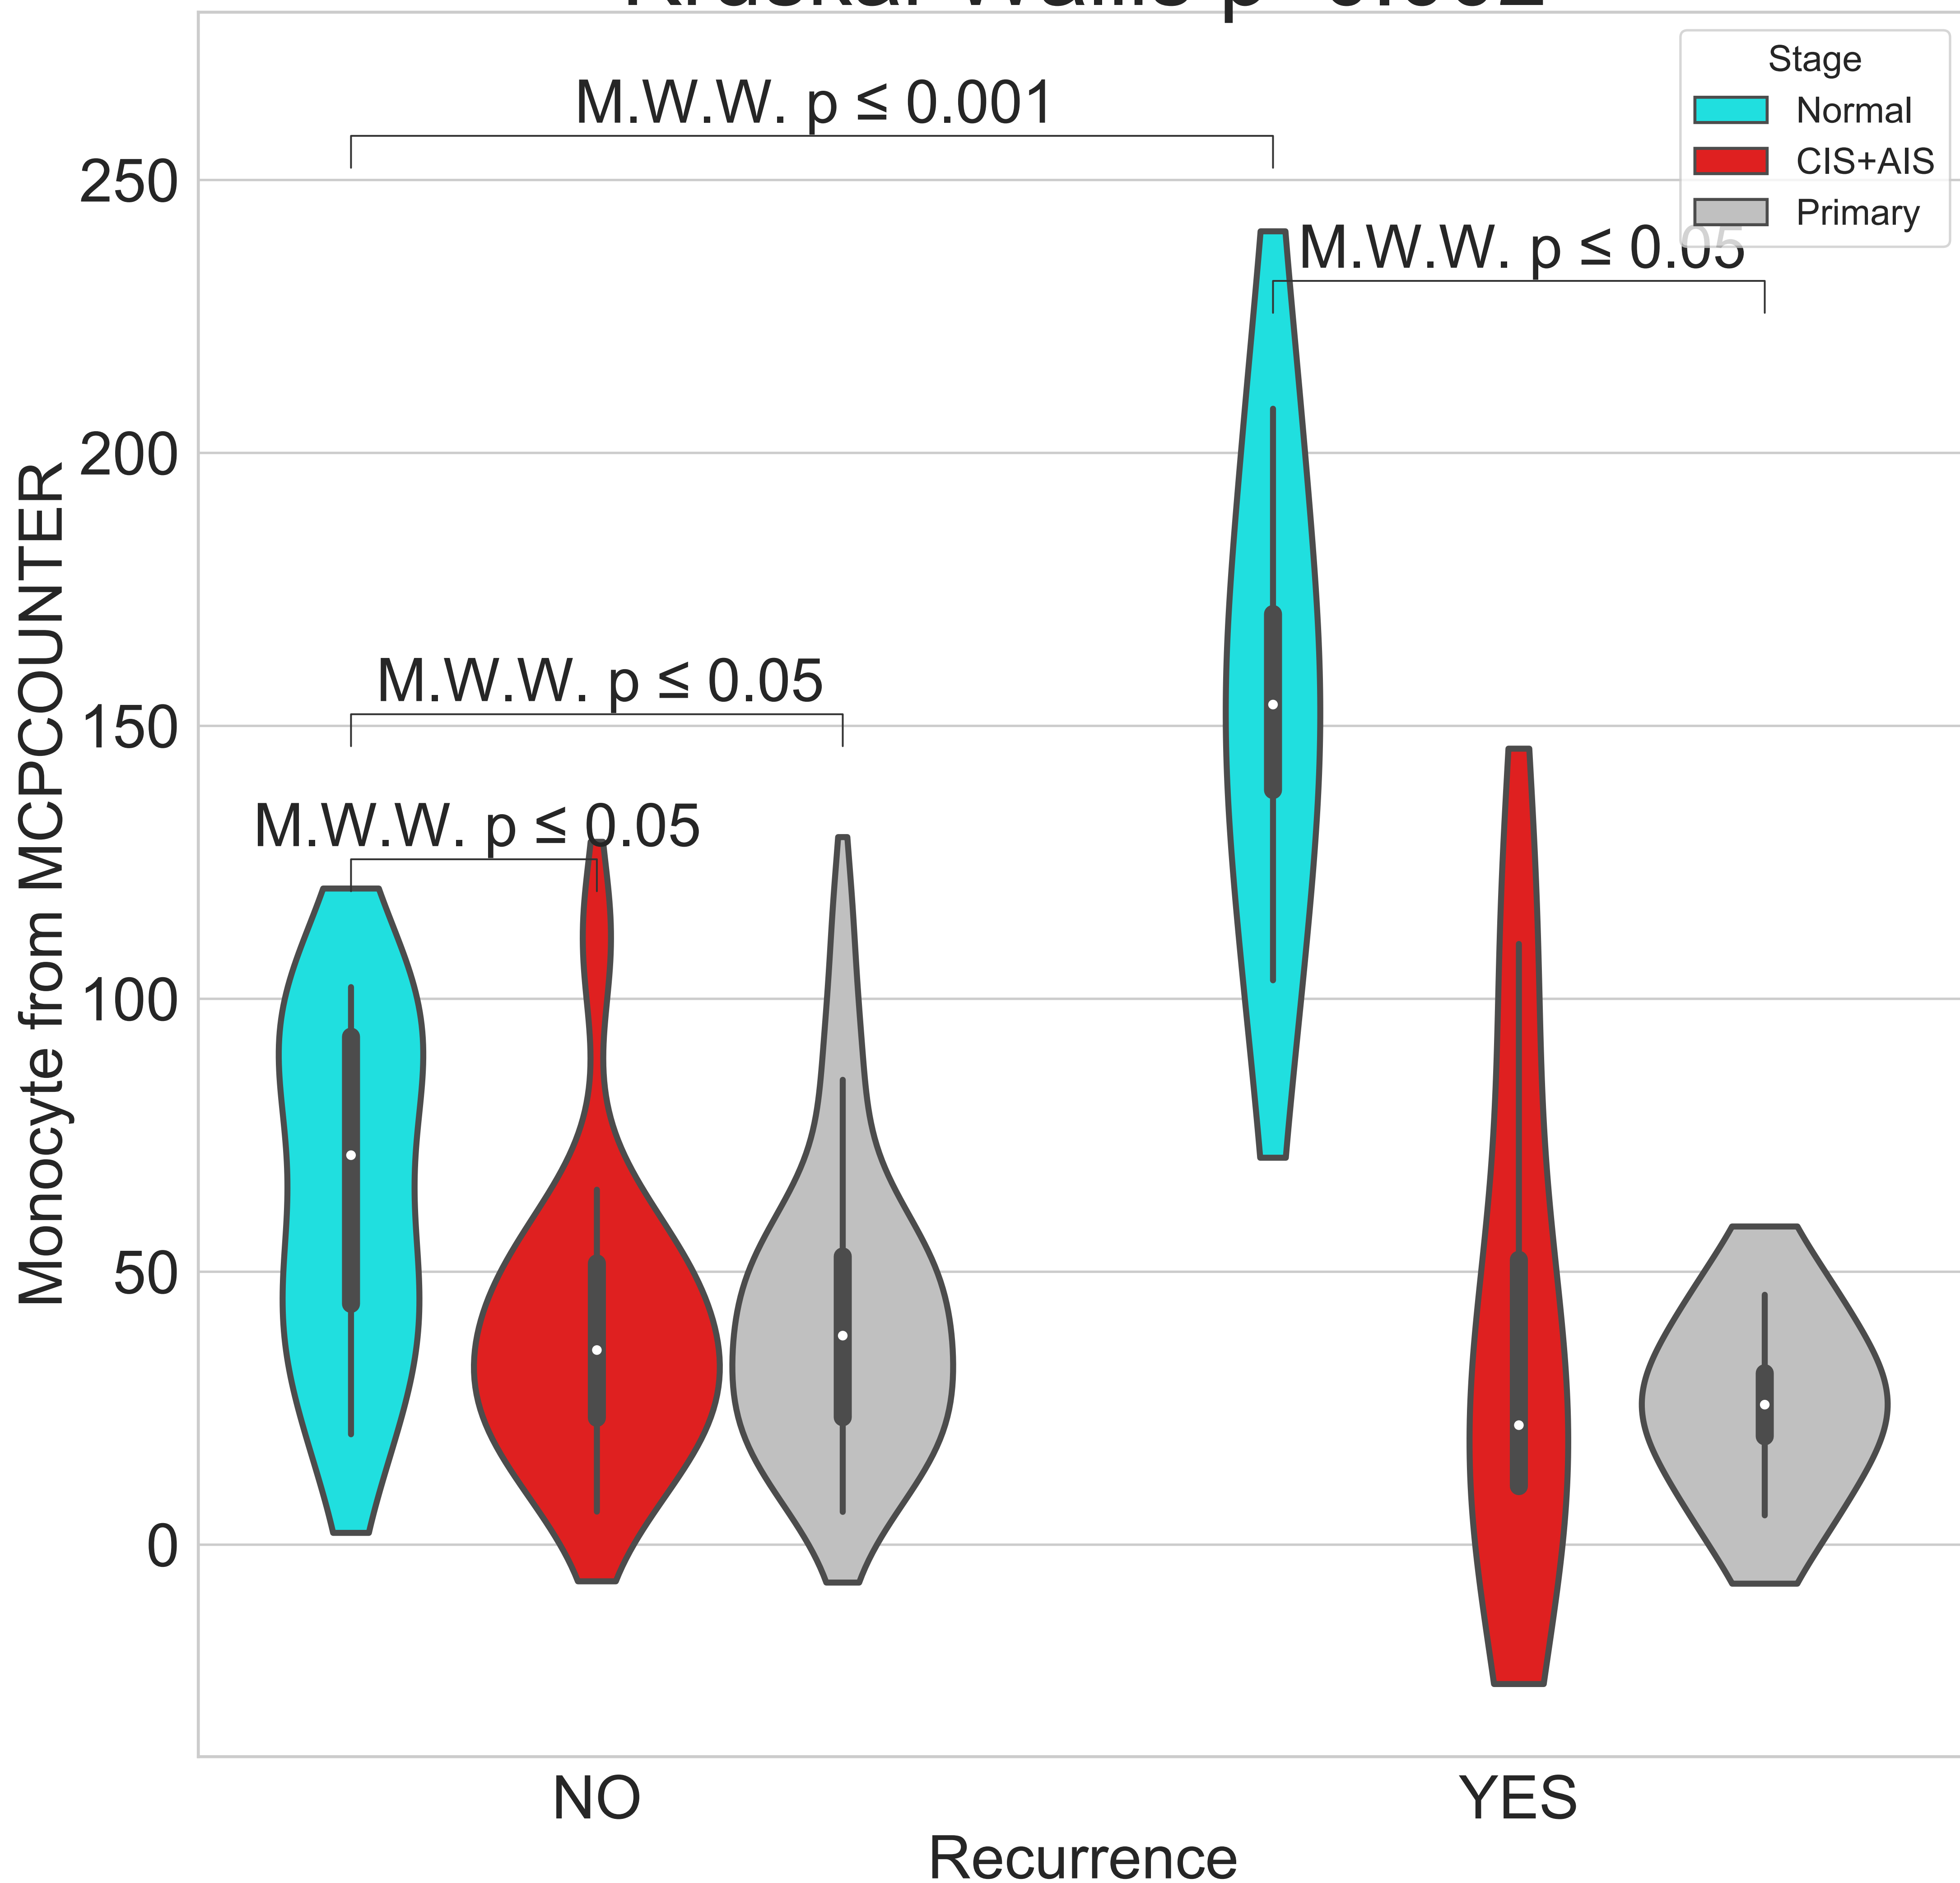 M.W.W. p ≤ 0.001
Stage
Normal
CIS+AIS
Primary
M.W.W. p ≤ 0.05
M.W.W. p ≤ 0.05
M.W.W. p ≤ 0.05
250
200
150
100
50
0
Monocyte from MCPCOUNTER
NO
YES
Recurrence